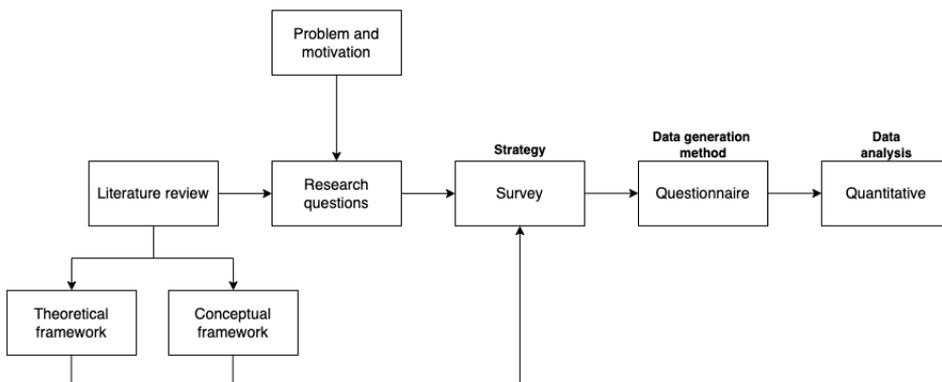 Problem and
motivation
Strategy
Data generation
method
Data
analysis
Literature review
Research
questions
Survey
Questionnaire
Quantitative
Theoretical
framework
Conceptual
framework